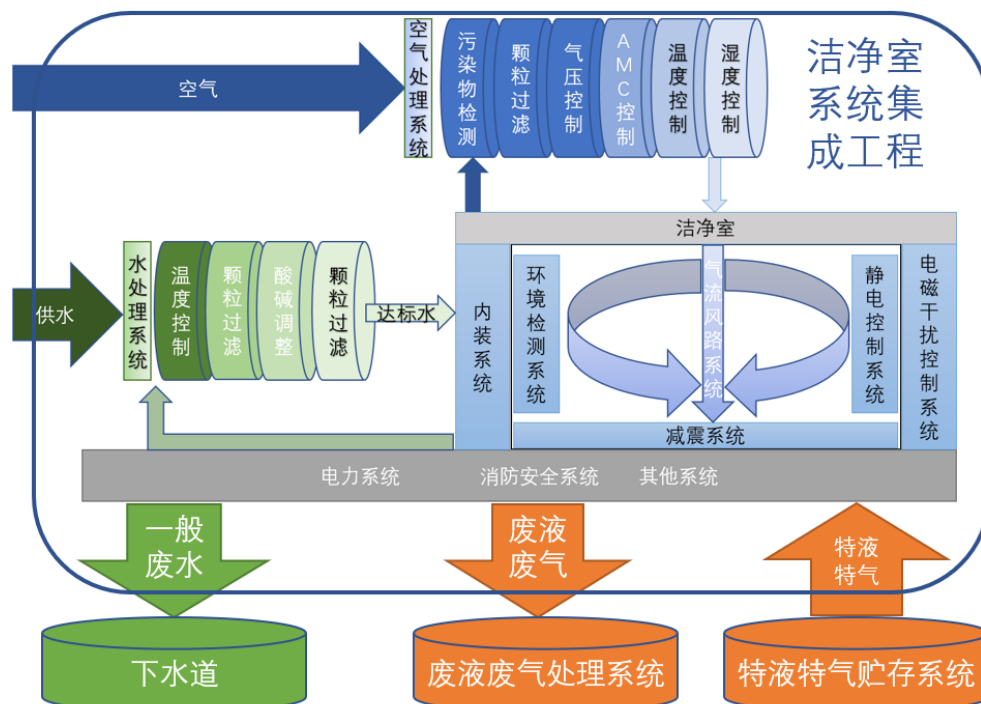 洁净室
系统集
成工程
空气
空气处理系统
污染物检测
颗粒过滤
气压控制
AMC控制
温度控制
湿度控制
供水
水处理系统
温度控制
颗粒过滤
酸碱调整
颗粒过滤
达标水
洁净室
内装系统
环境检测系统
气流风路系统
静电控制系统
电磁干扰控制系统
减震系统
电力系统
消防安全系统
其他系统
一般
废水
废液
废气
特液
特气
下水道
废液废气处理系统
特液特气贮存系统